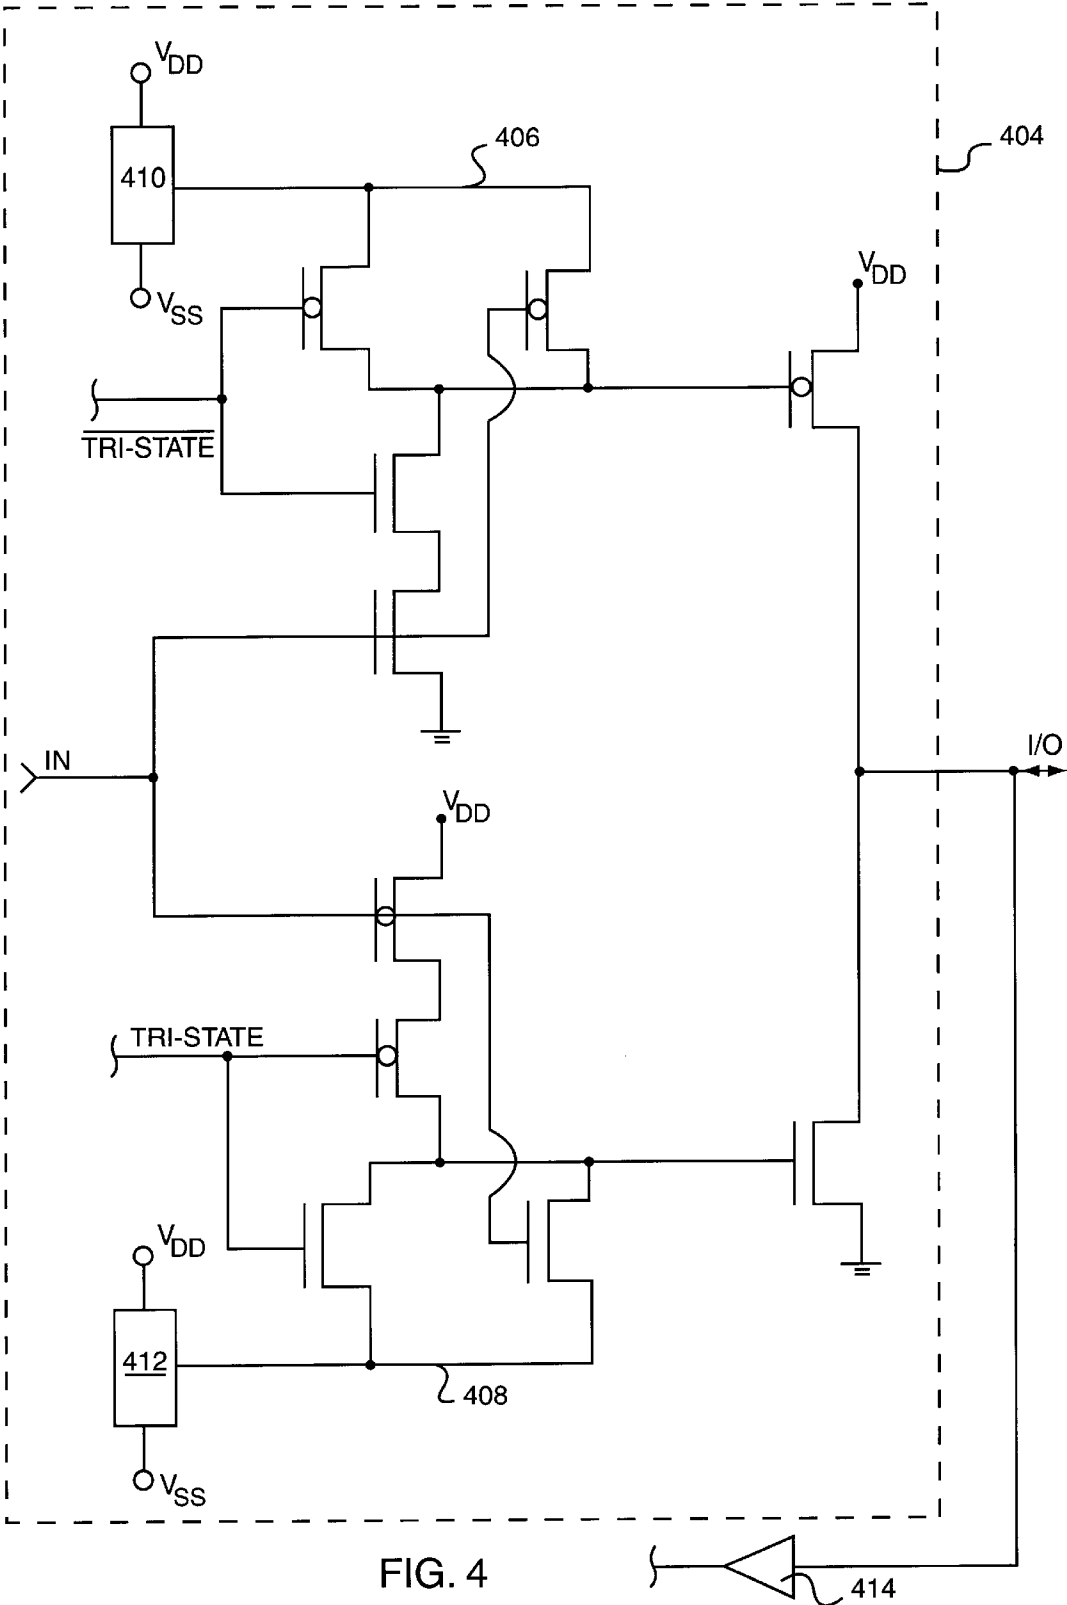 VDD
406
404
410
VDD
VSS
TRI-STATE
IN
I/O
VDD
TRI-STATE
VDD
412
408
VSS
FIG. 4
414